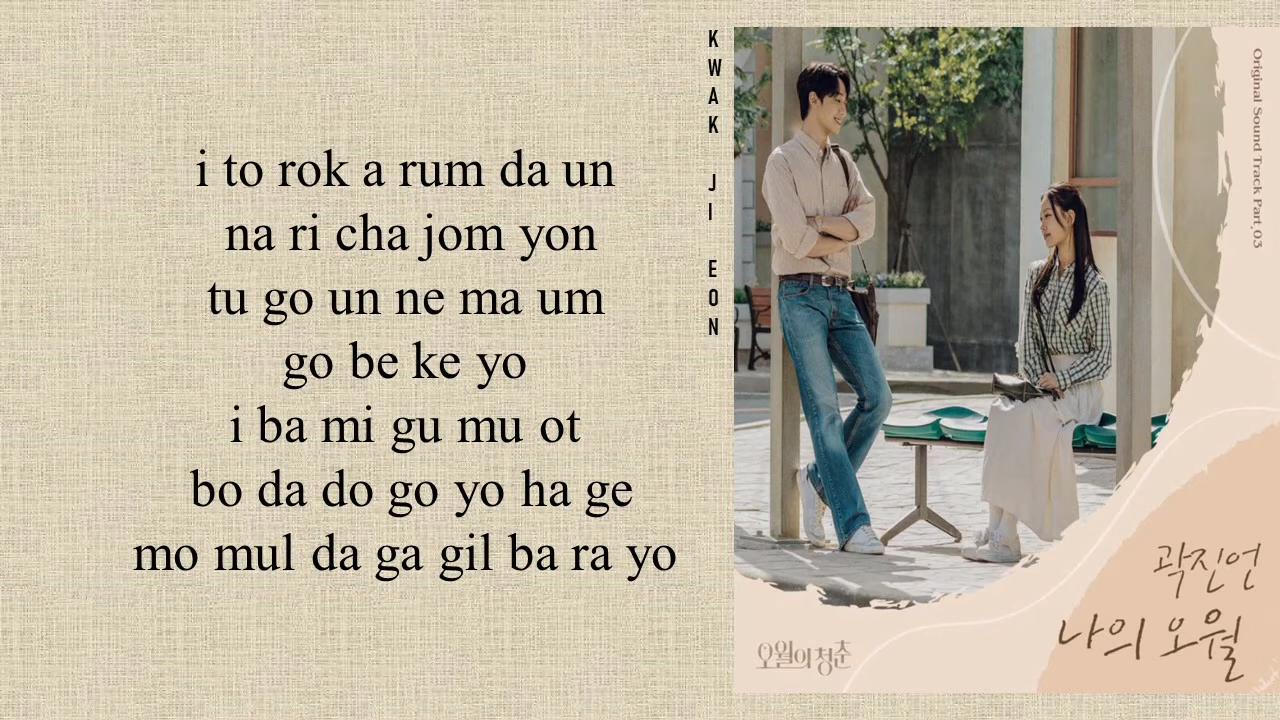 i to rok a rum da un
na ri cha jom yon
tu go un ne ma um
go be ke yo
i ba mi gu mu ot
bo da do go yo ha ge
mo mul da ga gil ba ra yo
KWAK JI EON
Original Sound Track Part.03
곽진언
나의 오월
오월의 청춘